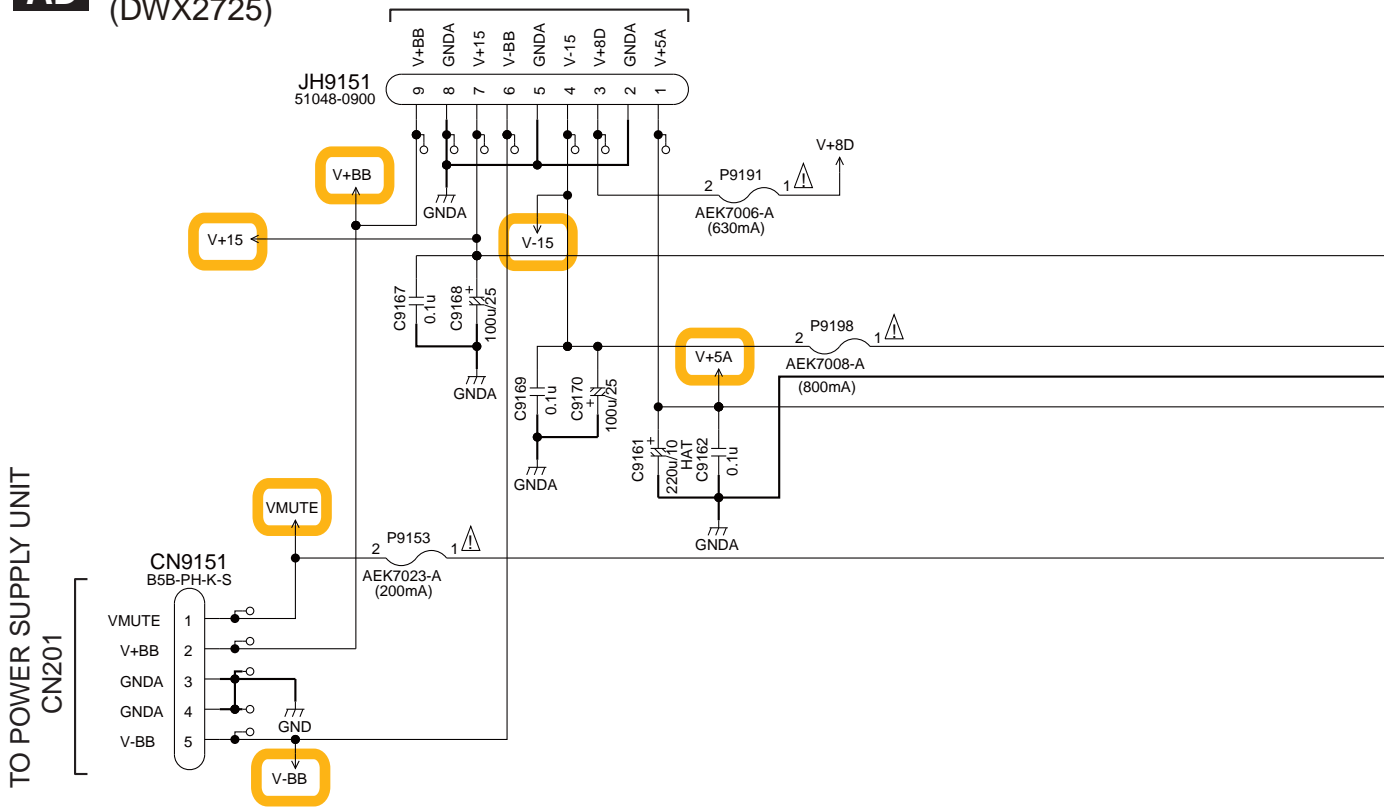 AD
(DWX2725)
V+BB
GNDA
V+15
V-BB
GNDA
V-15
V+8D
GNDA
V+5A
JH9151
51048-0900
9
8
7
6
5
4
3
2
1
V+8D
V+BB
GNDA
2
P9191
1
AEK7006-A
(630mA)
V+15
V-15
C9167
0.1u
C9168
+
100u/25
GNDA
V+5A
2
P9198
1
AEK7008-A
(800mA)
C9169
0.1u
C9170
+
100u/25
GNDA
C9161
+
220u/10
HAT
C9162
0.1u
GNDA
VMUTE
2
P9153
1
AEK7023-A
(200mA)
TO POWER SUPPLY UNIT
CN201
CN9151
B5B-PH-K-S
VMUTE 1
V+BB 2
GNDA 3
GNDA 4
V-BB 5
GND
V-BB